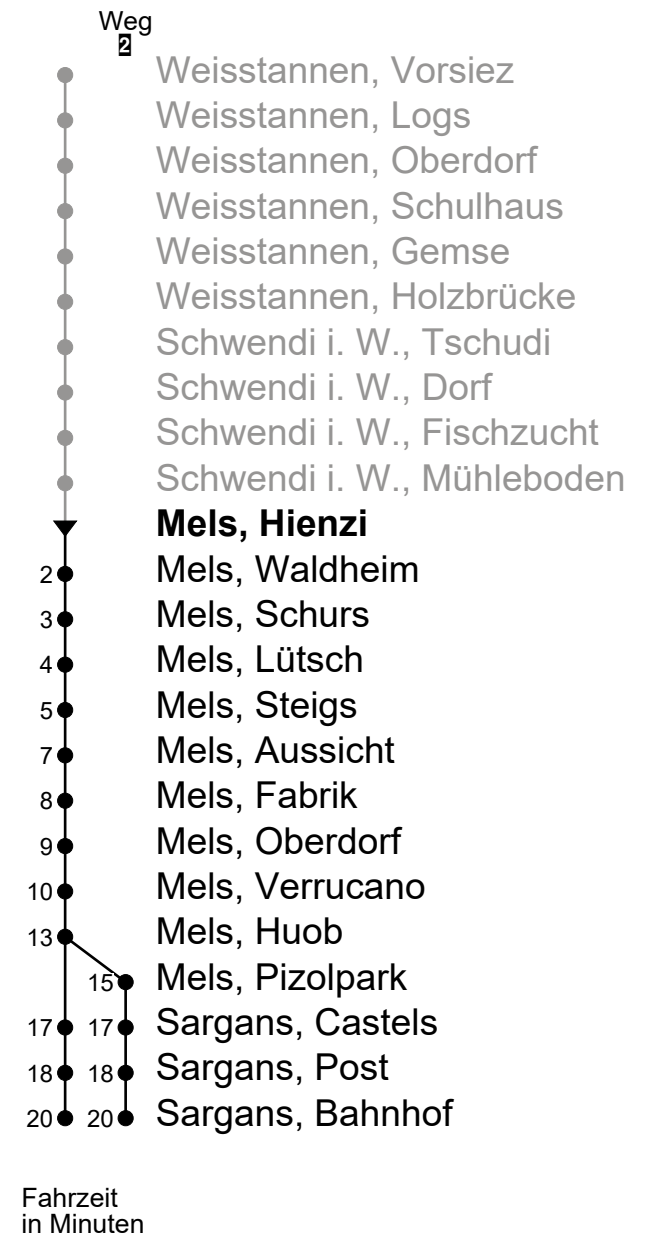 Weg
2
Weisstannen, Vorsiez
Weisstannen, Logs
Weisstannen, Oberdorf
Weisstannen, Schulhaus
Weisstannen, Gemse
Weisstannen, Holzbrücke
Schwendi i. W., Tschudi
Schwendi i. W., Dorf
Schwendi i. W., Fischzucht
Schwendi i. W., Mühleboden
Mels, Hienzi
2 Mels, Waldheim
3 Mels, Schurs
4 Mels, Lütsch
5 Mels, Steigs
7 Mels, Aussicht
8 Mels, Fabrik
9 Mels, Oberdorf
10 Mels, Verrucano
13 Mels, Huob
15 Mels, Pizolpark
17 17 Sargans, Castels
18 18 Sargans, Post
20 20 Sargans, Bahnhof
Fahrzeit
in Minuten